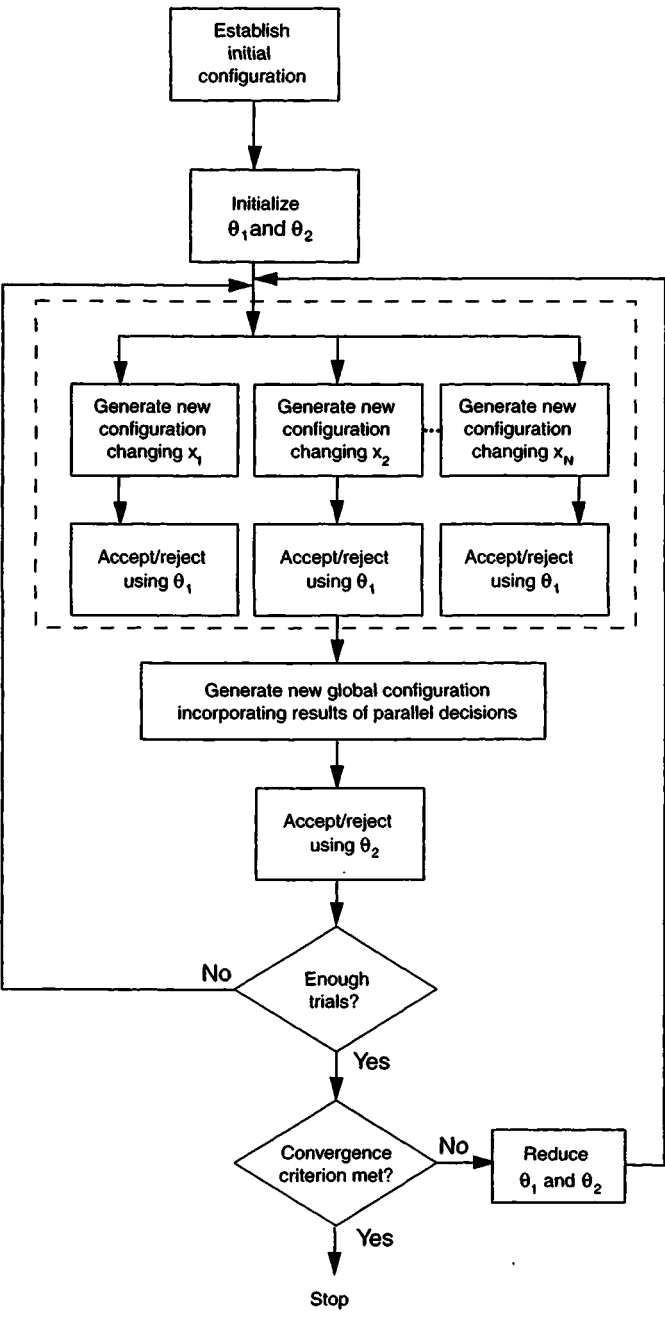 Establish
initial
configuration
Initialize
θ₁ and θ₂
Generate new
configuration
changing x₁
Generate new
configuration
changing x₂
...
Generate new
configuration
changing x_N
Accept/reject
using θ₁
Accept/reject
using θ₁
Accept/reject
using θ₁
Generate new global configuration
incorporating results of parallel decisions
Accept/reject
using θ₂
No
Enough
trials?
Yes
Convergence
criterion met?
No
Reduce
θ₁ and θ₂
Yes
Stop